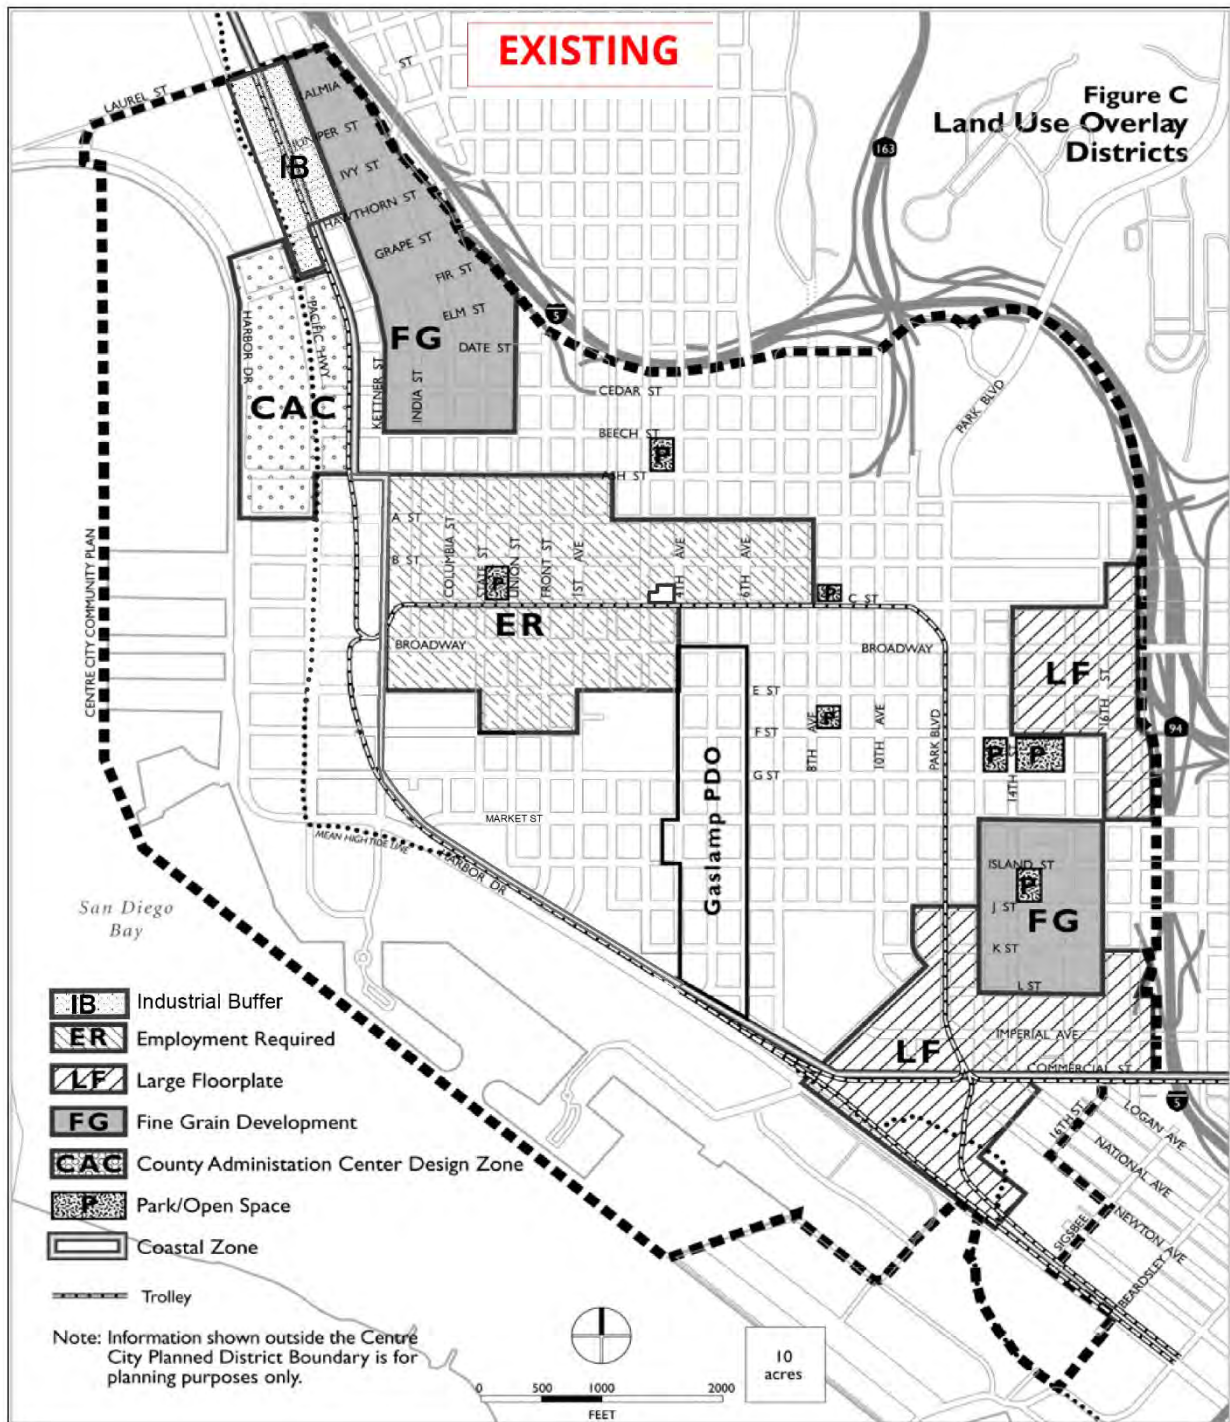 EXISTING
Figure C
Land Use Overlay
Districts
LAUREL ST
KALMIA
ST
JUNIPER ST
IB
IVY ST
HAWTHORN ST
GRAPE ST
FIR ST
ELM ST
DATE ST
163
5
HARBOR DR
PACIFIC HWY
FG
KETTNER ST
INDIA ST
CAC
CEDAR ST
BEECH ST
P
ASH ST
PARK BLVD
A ST
B ST
COLUMBIA ST
STATE ST
UNION ST
FRONT ST
1ST AVE
4TH AVE
6TH AVE
P
P
C ST
ER
BROADWAY
BROADWAY
CENTRE CITY COMMUNITY PLAN
LF
16TH ST
E ST
F ST
G ST
8TH AVE
P
10TH AVE
PARK BLVD
P
P
14TH ST
94
Gaslamp PDO
MARKET ST
MEAN HIGH TIDE LINE
HARBOR DR
ISLAND ST
P
J ST
FG
K ST
L ST
San Diego
Bay
IMPERIAL AVE
LF
COMMERCIAL ST
5
16TH ST
LOGAN AVE
NATIONAL AVE
NEWTON AVE
SIGSBEE
BEARDSLEY
IB Industrial Buffer
ER Employment Required
LF Large Floorplate
FG Fine Grain Development
CAC County Administation Center Design Zone
P Park/Open Space
Coastal Zone
Trolley
Note: Information shown outside the Centre
City Planned District Boundary is for
planning purposes only.
0 500 1000 2000
FEET
10
acres